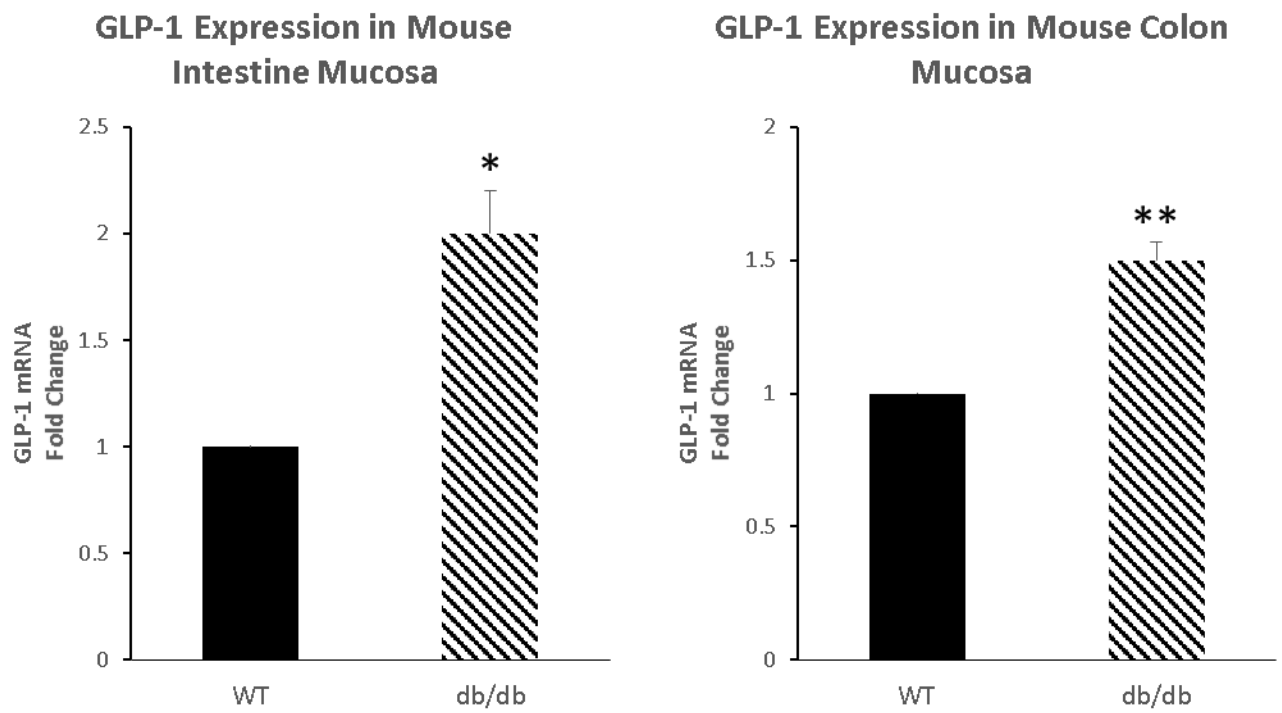 GLP-1 Expression in Mouse
Intestine Mucosa
2.5
2
1.5
1
0.5
0
GLP-1 mRNA
Fold Change
*
WT
db/db
GLP-1 Expression in Mouse Colon
Mucosa
2
1.5
1
0.5
0
GLP-1 mRNA
Fold Change
**
WT
db/db